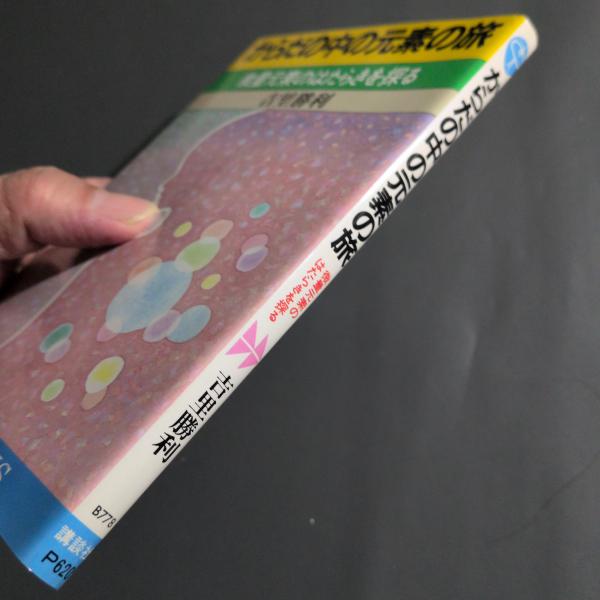 からだの中の元素の旅
微量元素のはたらきを探る
吉里勝利
からだの中の元素の旅
微量元素の
はたらきを探る
吉里勝利
B778
講談社
P620